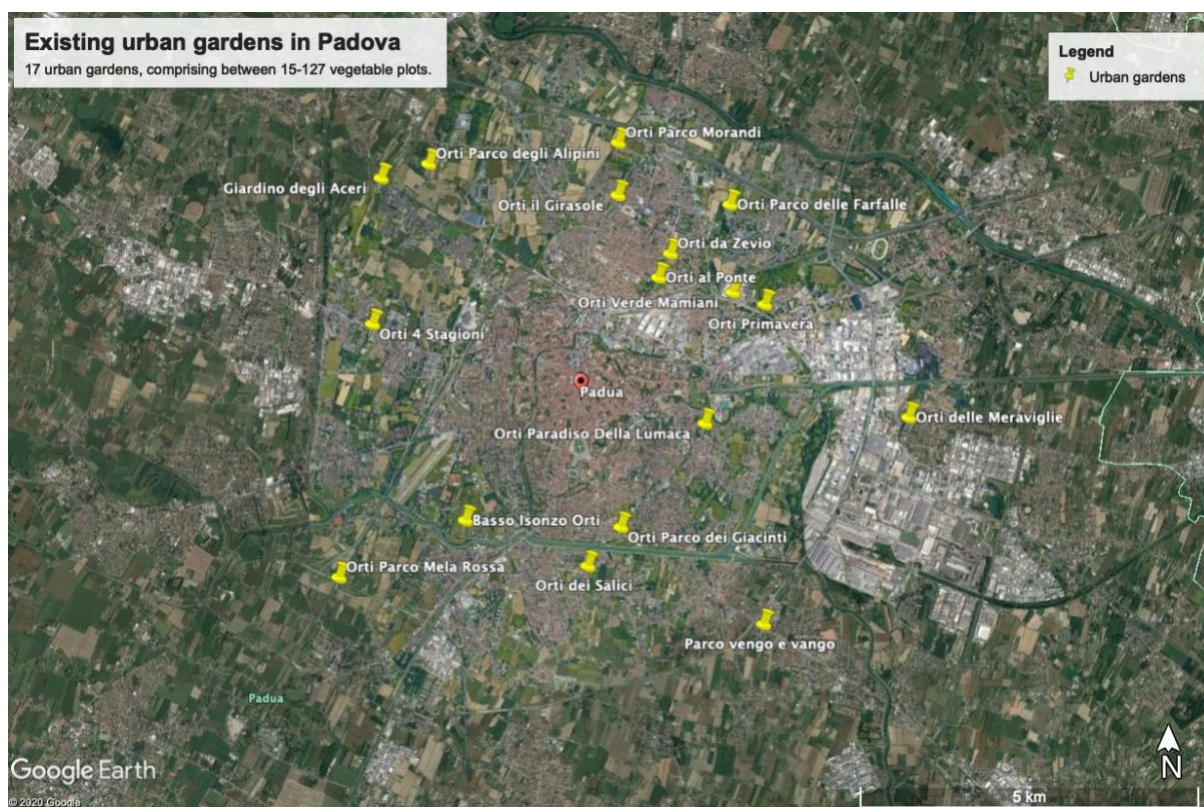 Existing urban gardens in Padova
17 urban gardens, comprising between 15-127 vegetable plots.
Legend
Urban gardens
Orti Parco Morandi
Orti Parco degli Alipini
Giardino degli Aceri
Orti il Girasole
Orti Parco delle Farfalle
Orti da Zevio
Orti al Ponte
Orti Verde Mamiani
Orti Primavera
Orti 4 Stagioni
Padua
Orti delle Meraviglie
Orti Paradiso Della Lumaca
Basso Isonzo Orti
Orti Parco dei Giacinti
Orti Parco Mela Rossa
Orti dei Salici
Parco vengo e vango
Padua
Google Earth
N
© 2020 Google
5 km